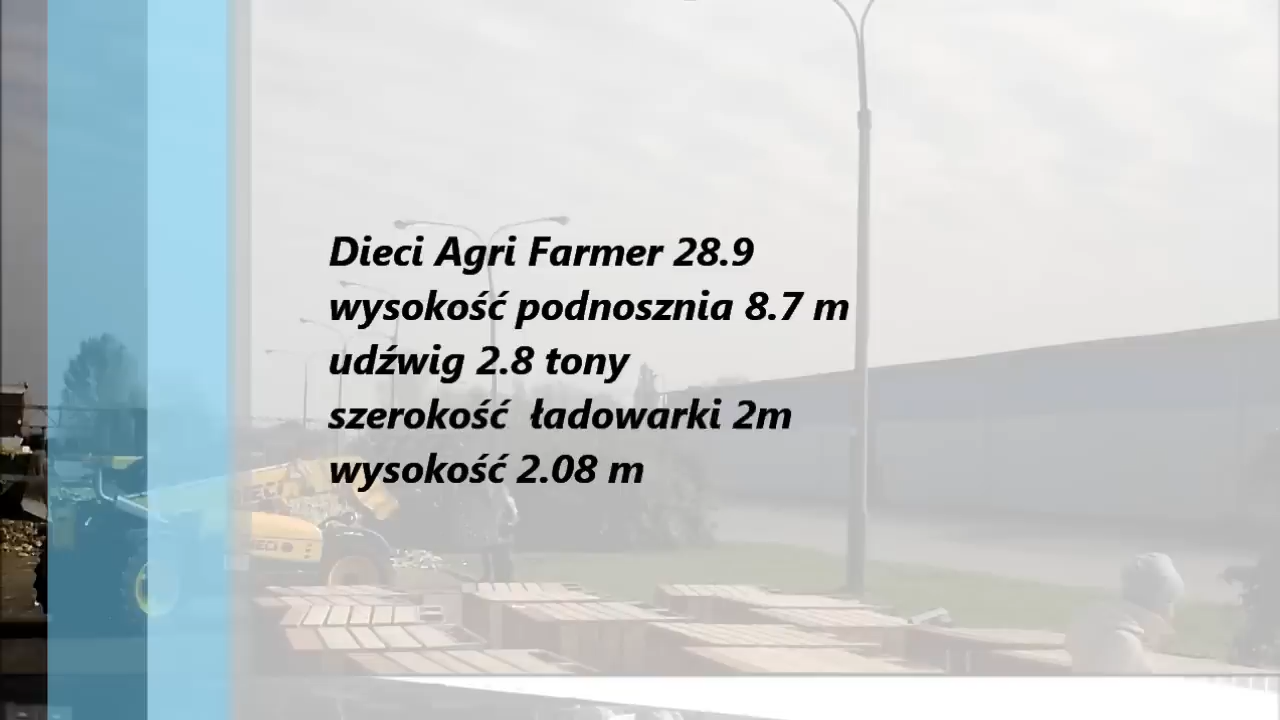 Dieci Agri Farmer 28.9
wysokość podnosznia 8.7 m
udźwig 2.8 tony
szerokość ładowarki 2m
wysokość 2.08 m